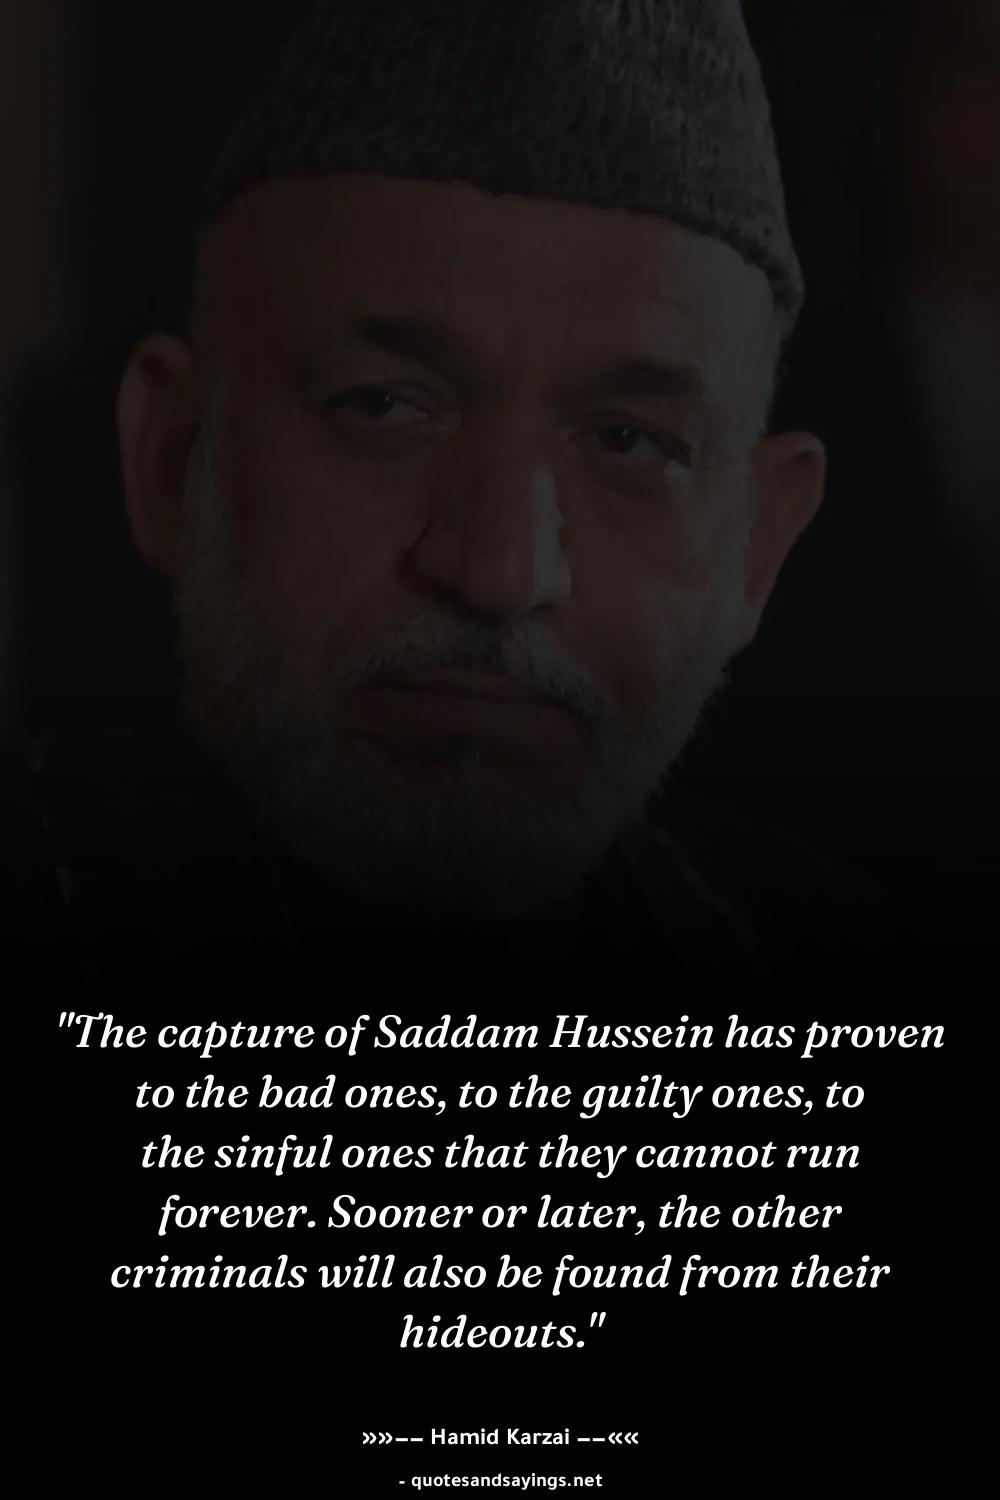 "The capture of Saddam Hussein has proven
to the bad ones, to the guilty ones, to
the sinful ones that they cannot run
forever. Sooner or later, the other
criminals will also be found from their
hideouts."
»»−− Hamid Karzai −−««
- quotesandsayings.net